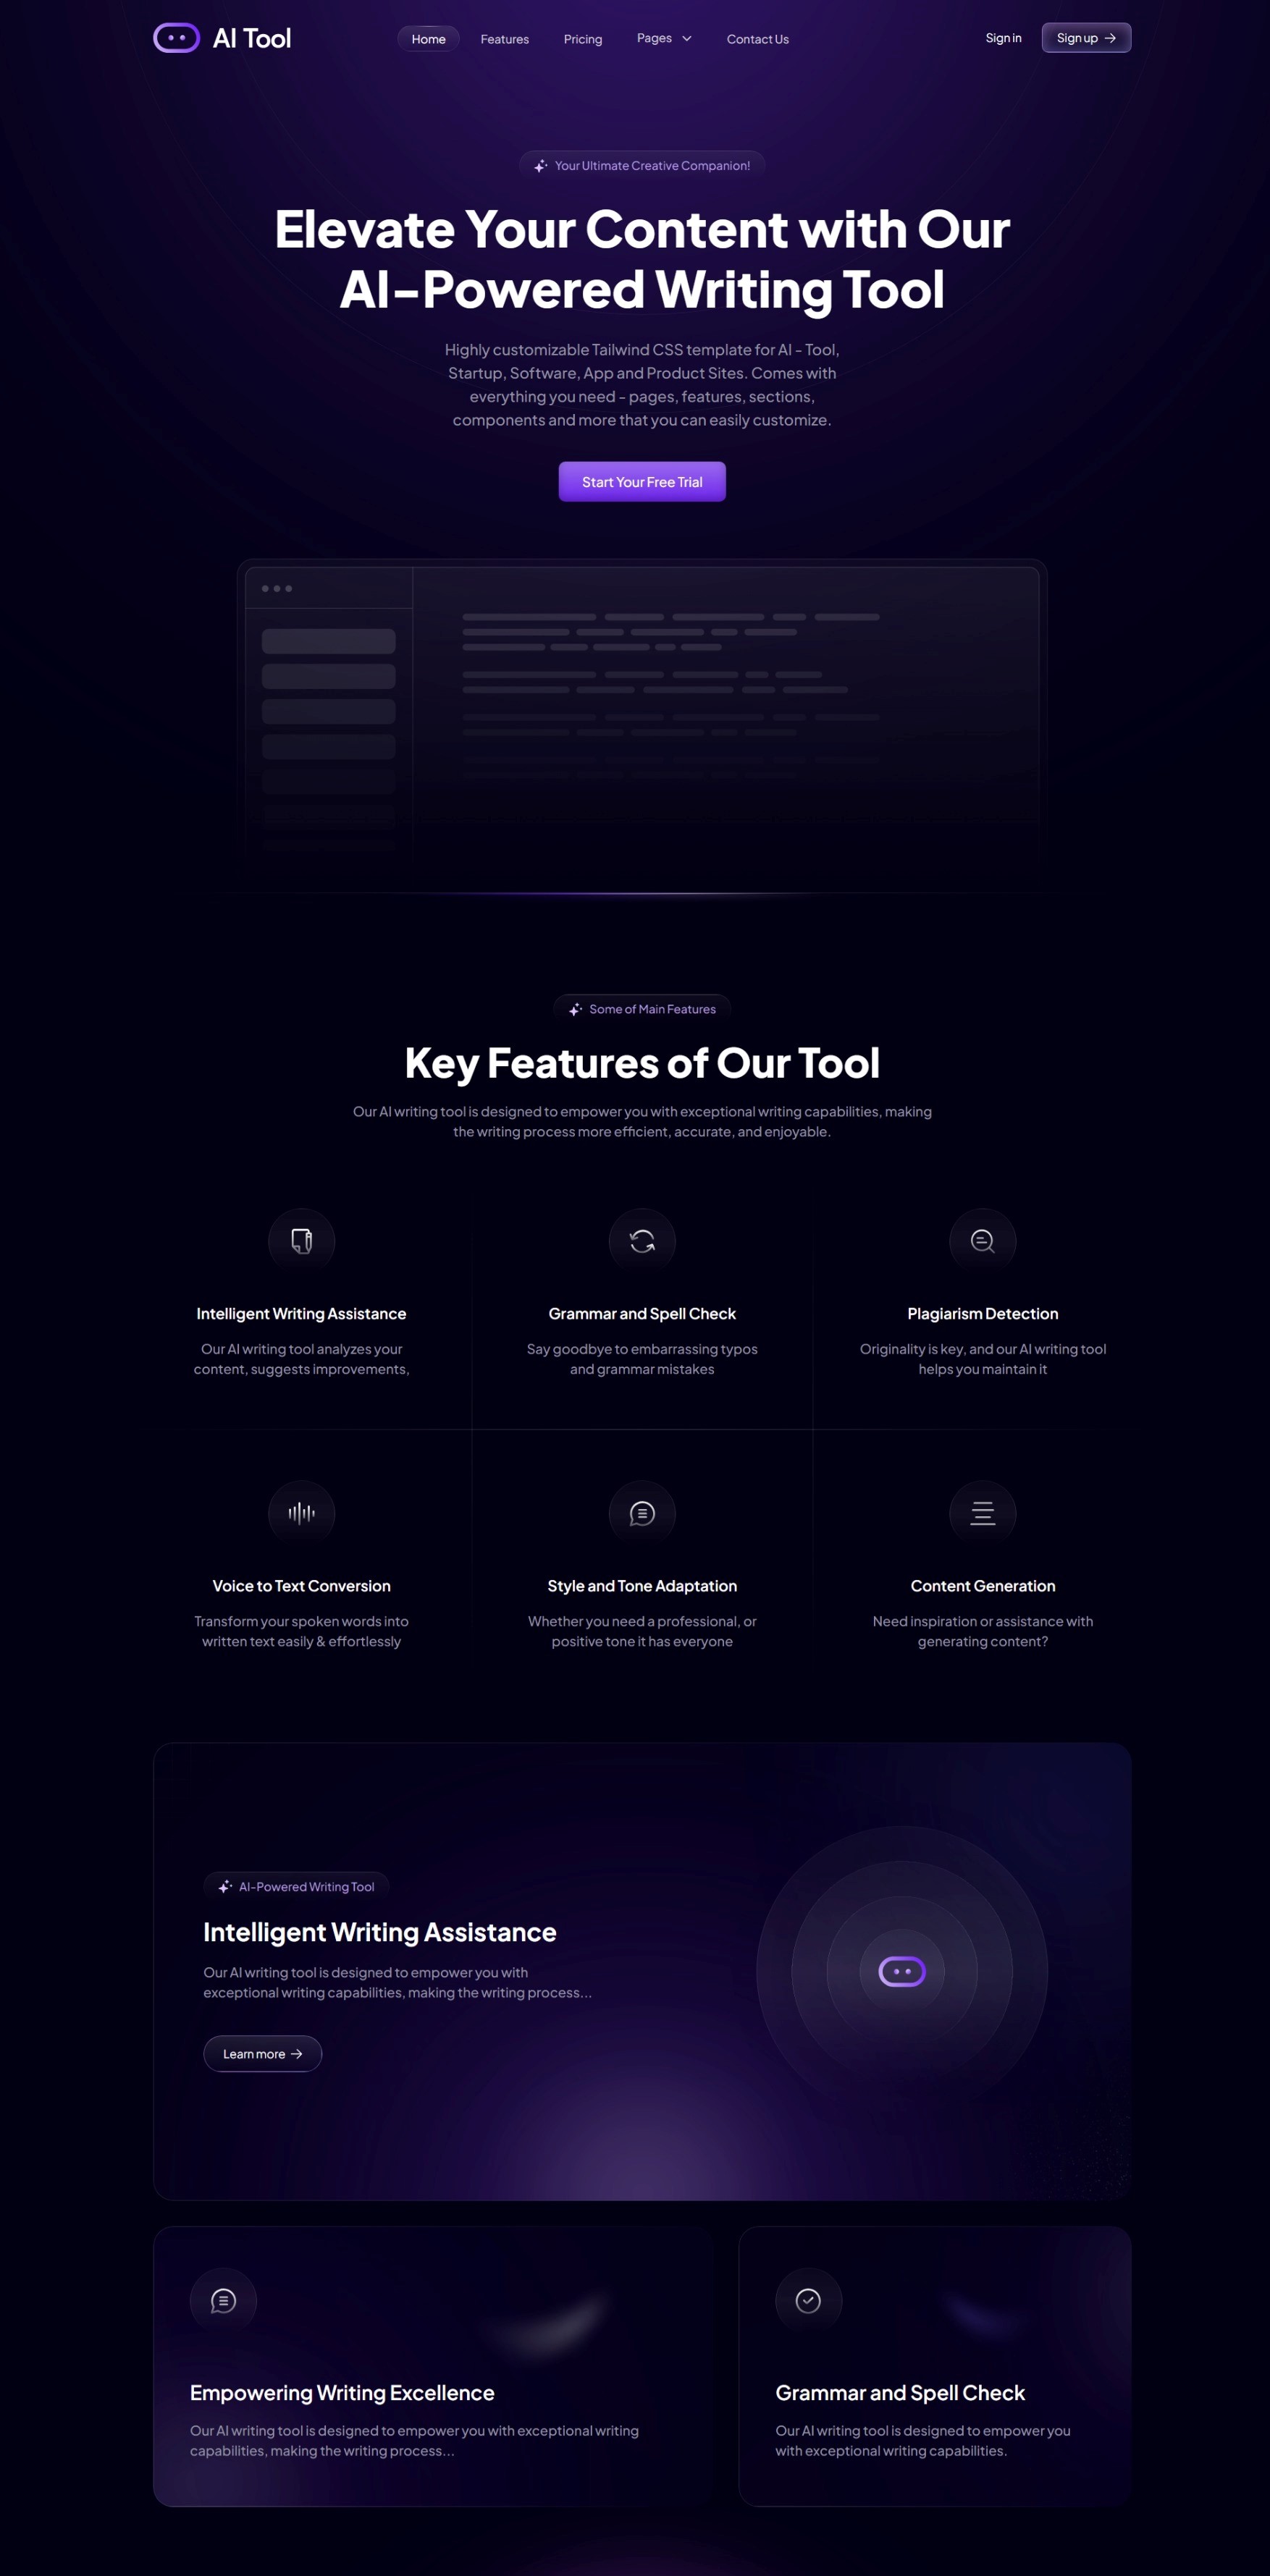 AI Tool
Home
Features
Pricing
Pages
Contact Us
Sign in
Sign up
Your Ultimate Creative Companion!
Elevate Your Content with Our
AI-Powered Writing Tool
Highly customizable Tailwind CSS template for AI - Tool,
Startup, Software, App and Product Sites. Comes with
everything you need - pages, features, sections,
components and more that you can easily customize.
Start Your Free Trial
Some of Main Features
Key Features of Our Tool
Our AI writing tool is designed to empower you with exceptional writing capabilities, making
the writing process more efficient, accurate, and enjoyable.
Intelligent Writing Assistance
Our AI writing tool analyzes your
content, suggests improvements,
Grammar and Spell Check
Say goodbye to embarrassing typos
and grammar mistakes
Plagiarism Detection
Originality is key, and our AI writing tool
helps you maintain it
Voice to Text Conversion
Transform your spoken words into
written text easily & effortlessly
Style and Tone Adaptation
Whether you need a professional, or
positive tone it has everyone
Content Generation
Need inspiration or assistance with
generating content?
AI-Powered Writing Tool
Intelligent Writing Assistance
Our AI writing tool is designed to empower you with
exceptional writing capabilities, making the writing process...
Learn more
Empowering Writing Excellence
Our AI writing tool is designed to empower you with exceptional writing
capabilities, making the writing process...
Grammar and Spell Check
Our AI writing tool is designed to empower you
with exceptional writing capabilities.